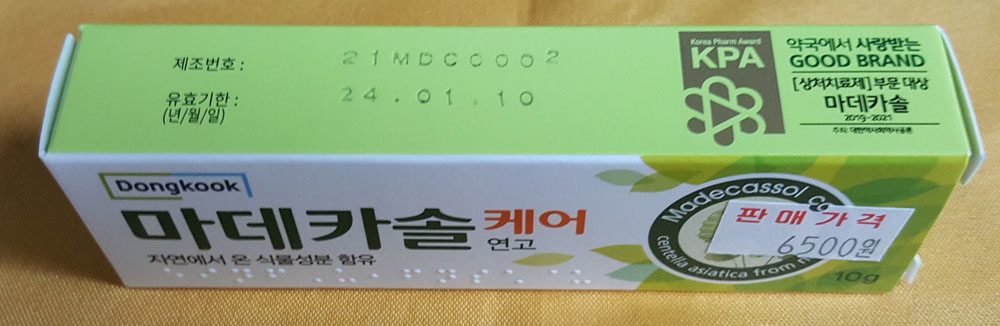 제조번호 : 21MDC0002
유효기한 : 24.01.10
(년/월/일)
Korea Pharm Award
KPA
약국에서 사랑받는
GOOD BRAND
[상처치료제] 부문 대상
마데카솔
2019-2021
Dongkook
마데카솔 케어
연고
자연에서 온 식물성분 함유
Madecassol
centella asiatica from
판매가격
6500원
10g